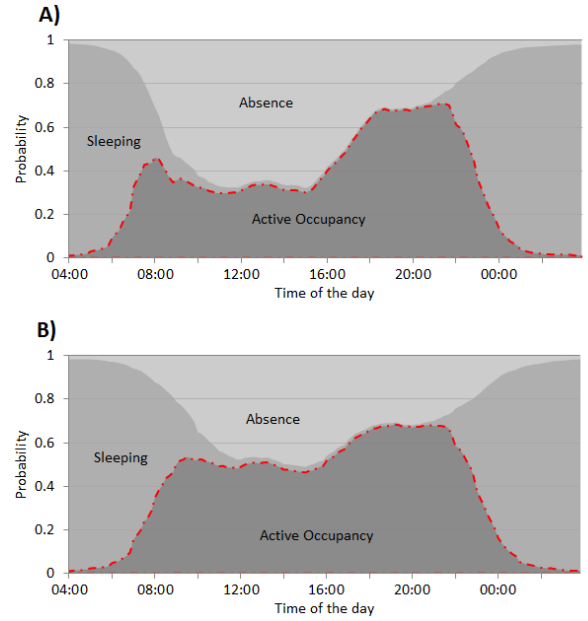 A)
1
0.8
0.6
0.4
0.2
0
Probability
Absence
Sleeping
Active Occupancy
04:00 08:00 12:00 16:00 20:00 00:00
Time of the day
B)
1
0.8
0.6
0.4
0.2
0
Probability
Absence
Sleeping
Active Occupancy
04:00 08:00 12:00 16:00 20:00 00:00
Time of the day